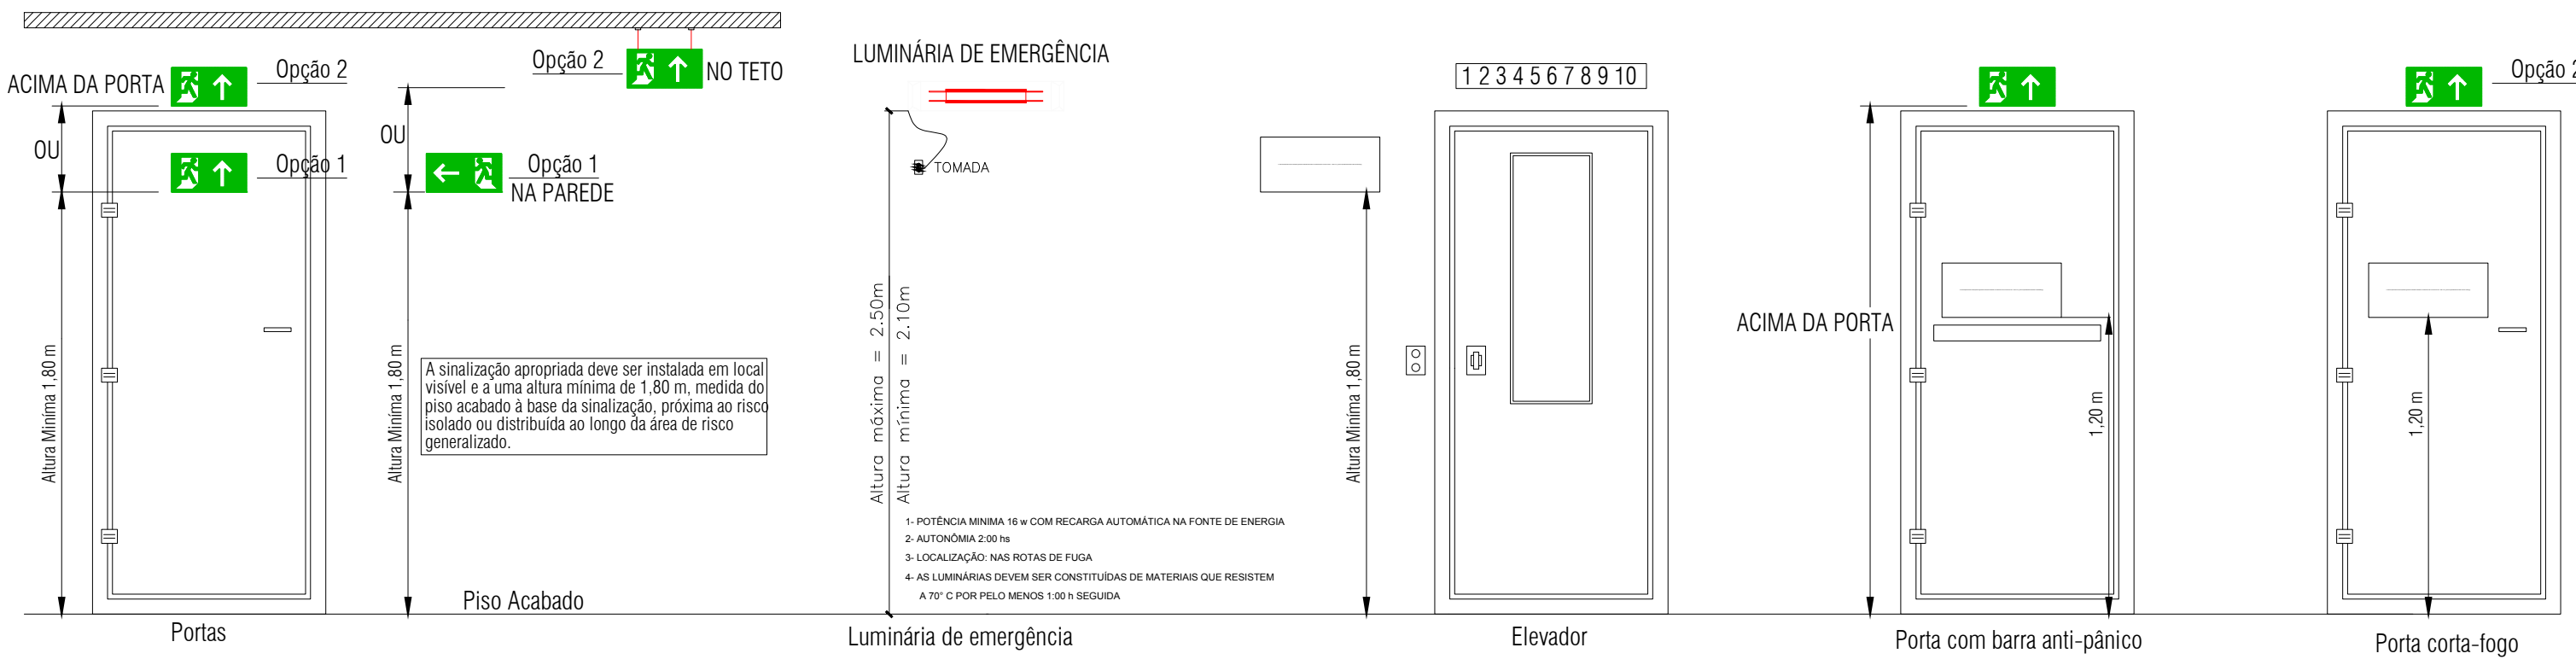 ACIMA DA PORTA
Opção 2
OU
Opção 1
Altura Miníma 1,80 m
Portas
Opção 2
NO TETO
OU
Opção 1
NA PAREDE
Altura Miníma 1,80 m
A sinalização apropriada deve ser instalada em local
visível e a uma altura mínima de 1,80 m, medida do
piso acabado à base da sinalização, próxima ao risco
isolado ou distribuída ao longo da área de risco
generalizado.
Piso Acabado
LUMINÁRIA DE EMERGÊNCIA
TOMADA
Altura máxima = 2.50m
Altura mínima = 2.10m
1- POTÊNCIA MINIMA 16 w COM RECARGA AUTOMÁTICA NA FONTE DE ENERGIA
2- AUTONÔMIA 2:00 hs
3- LOCALIZAÇÃO: NAS ROTAS DE FUGA
4- AS LUMINÁRIAS DEVEM SER CONSTITUÍDAS DE MATERIAIS QUE RESISTEM
A 70° C POR PELO MENOS 1:00 h SEGUIDA
Luminária de emergência
1 2 3 4 5 6 7 8 9 10
Altura Miníma 1,80 m
Elevador
ACIMA DA PORTA
1,20 m
Porta com barra anti-pânico
Opção 2
1,20 m
Porta corta-fogo